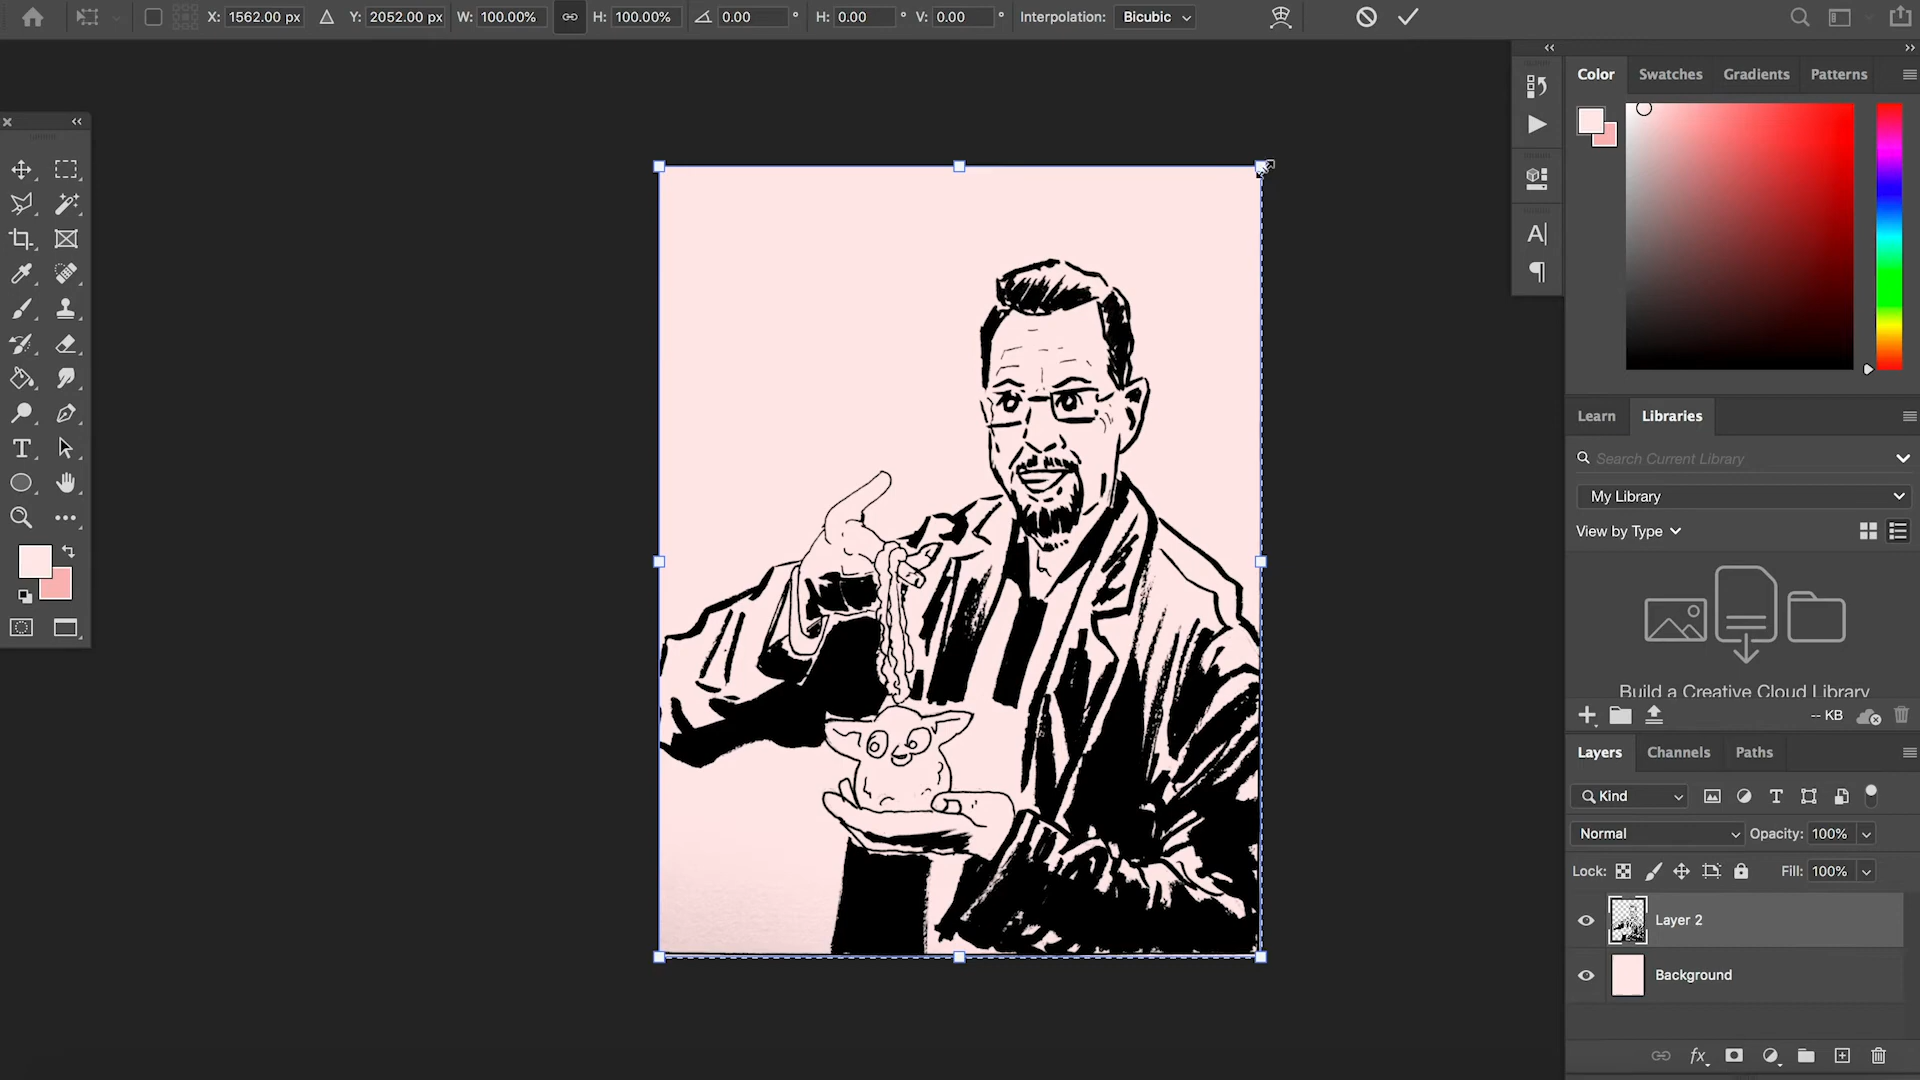 X: 1562.00 px Y: 2052.00 px W: 100.00% H: 100.00% 0.00 ° H: 0.00 ° V: 0.00 ° Interpolation: Bicubic
Color Swatches Gradients Patterns
Learn Libraries
Search Current Library
My Library
View by Type
Build a Creative Cloud Library
-- KB
Layers Channels Paths
Kind
Normal Opacity: 100%
Lock: Fill: 100%
Layer 2
Background